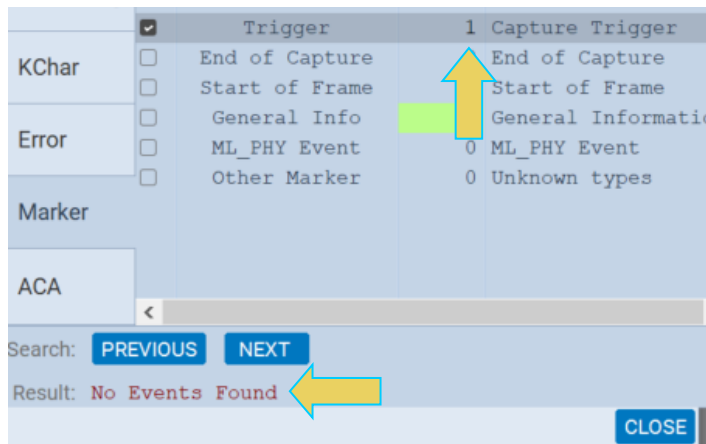 Trigger 1 Capture Trigger
KChar
End of Capture End of Capture
Start of Frame Start of Frame
General Info General Informatio
Error
ML_PHY Event 0 ML_PHY Event
Other Marker 0 Unknown types
Marker
ACA
<
Search: PREVIOUS NEXT
Result: No Events Found
CLOSE